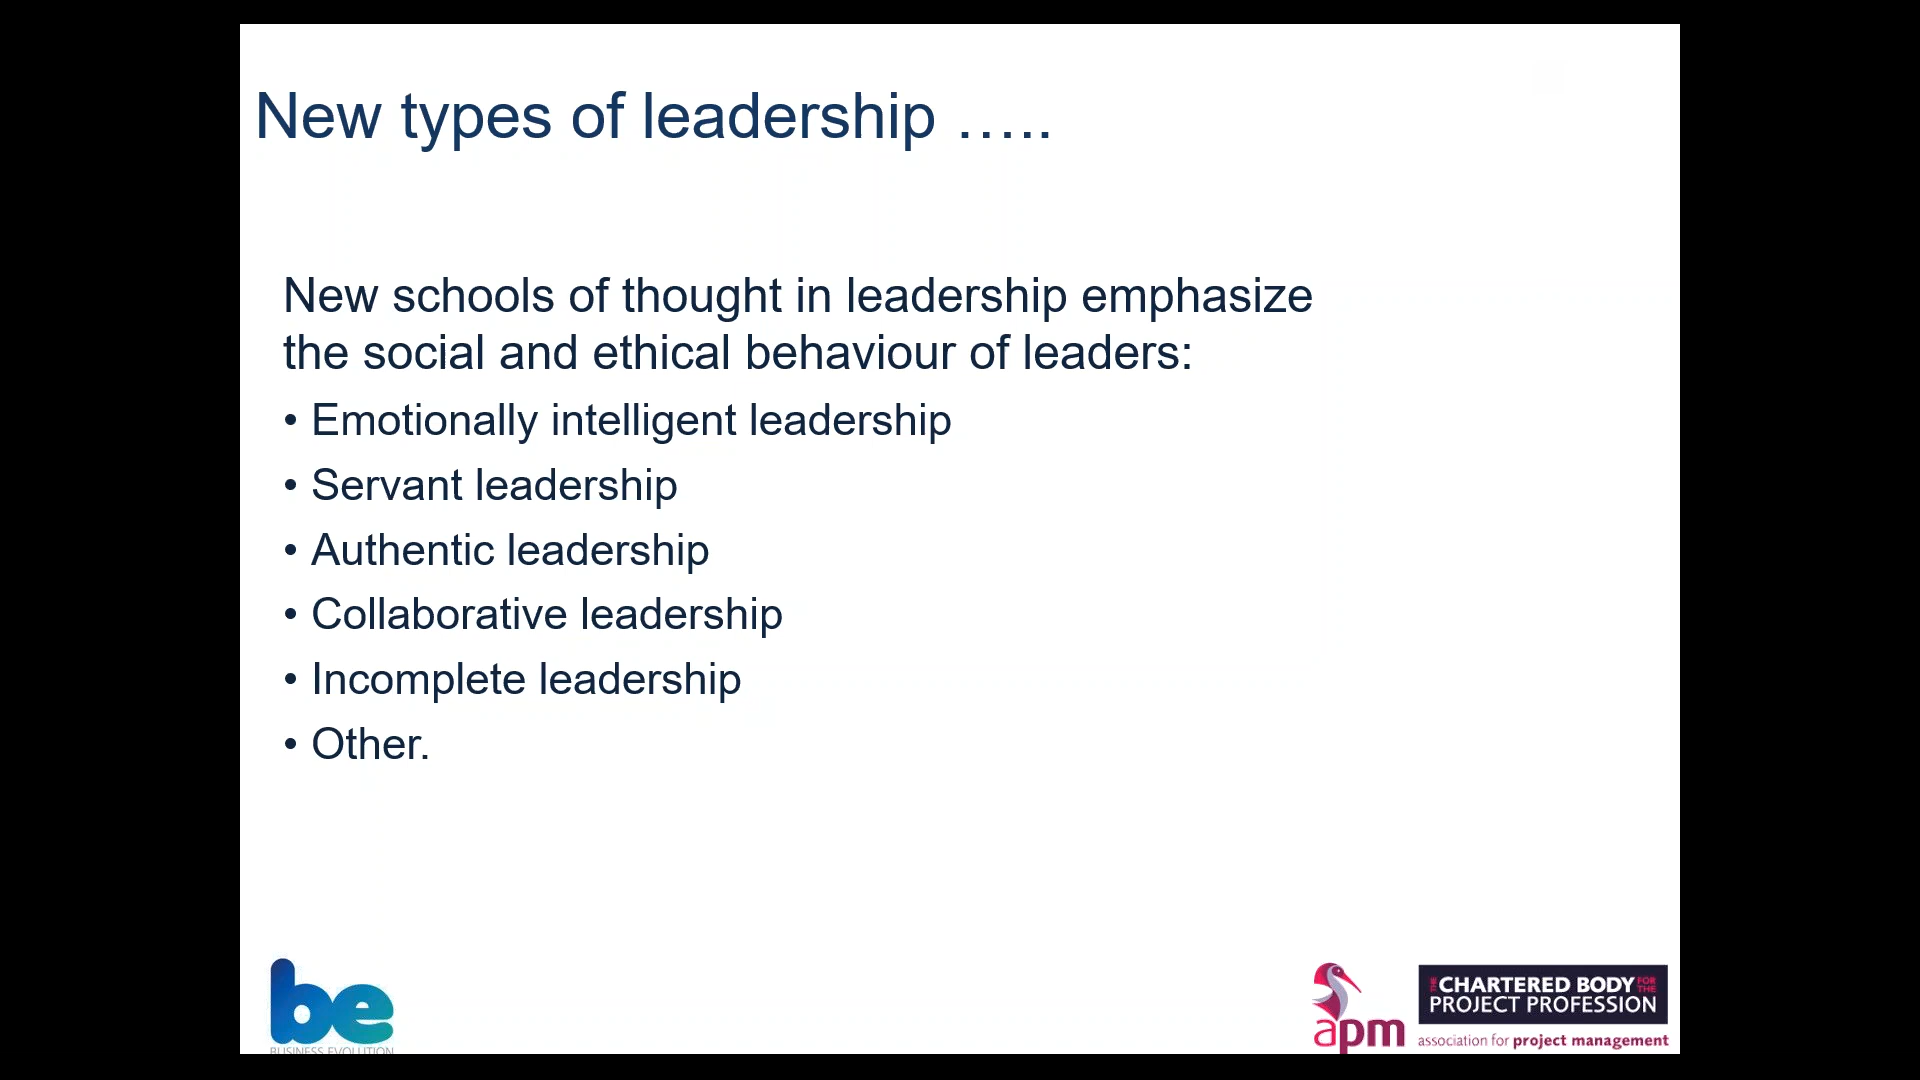 New types of leadership …..
New schools of thought in leadership emphasize
the social and ethical behaviour of leaders:
• Emotionally intelligent leadership
• Servant leadership
• Authentic leadership
• Collaborative leadership
• Incomplete leadership
• Other.
be
BUSINESS EVOLUTION
apm
THE CHARTERED BODY FOR THE
PROJECT PROFESSION
association for project management